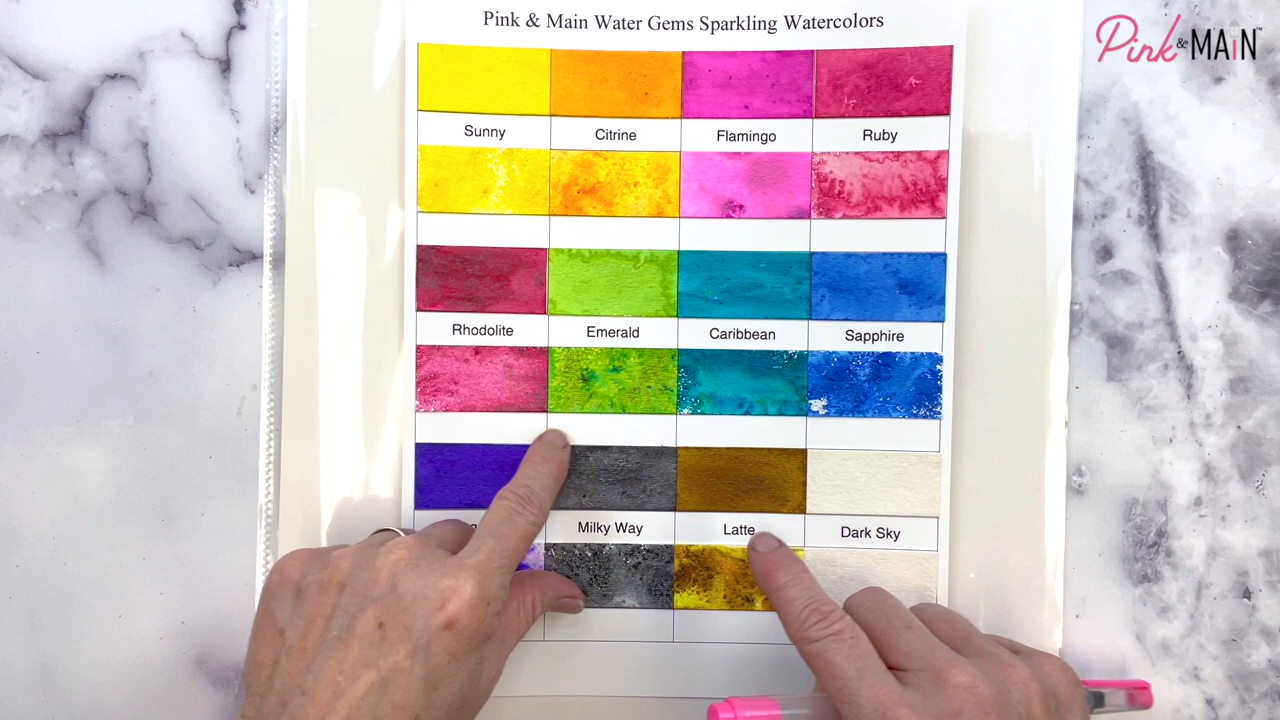 Pink & Main Water Gems Sparkling Watercolors
Pink & MAiN™
Sunny Citrine Flamingo Ruby
Rhodolite Emerald Caribbean Sapphire
Milky Way Latte Dark Sky